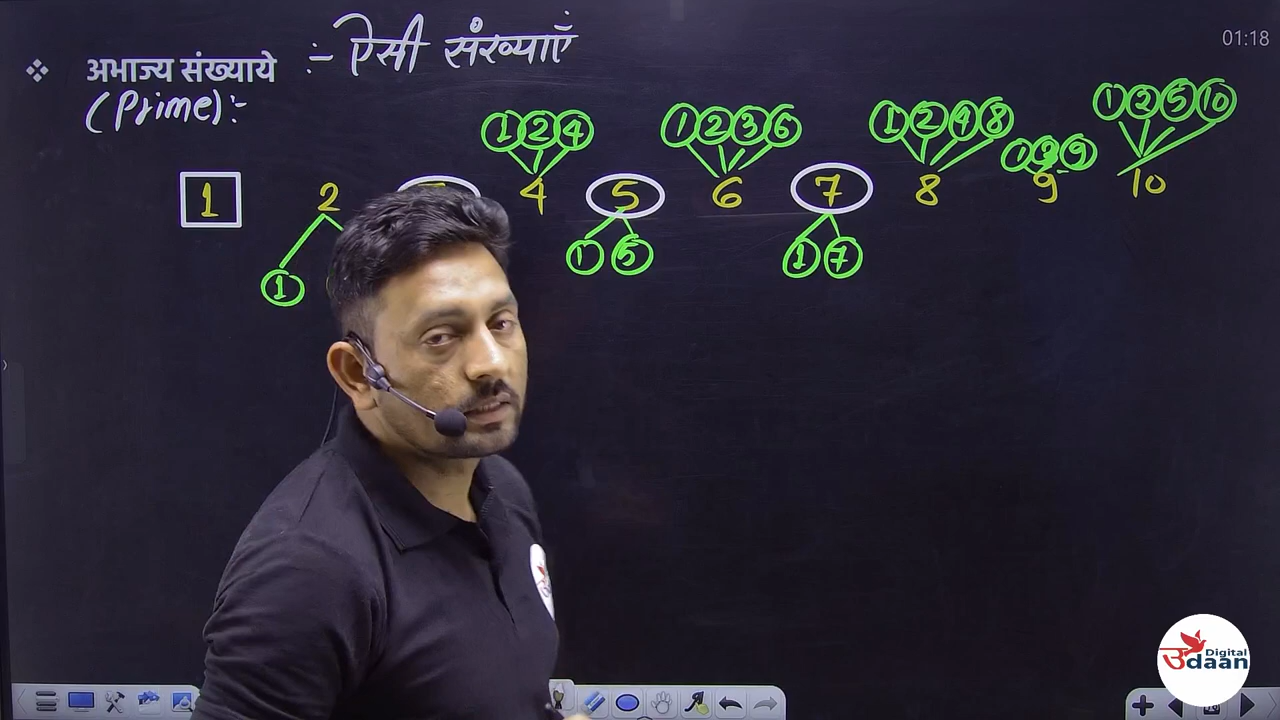 :- ऐसी संख्याएँ
01:18
❖ अभाज्य संख्याये
(Prime):-
1 2 4 1 2 3 6 1 2 4 8 1 3 9 1 2 5 10
1 2 4 5 6 7 8 9 10
1 1 5 1 7
Digital
उdaan